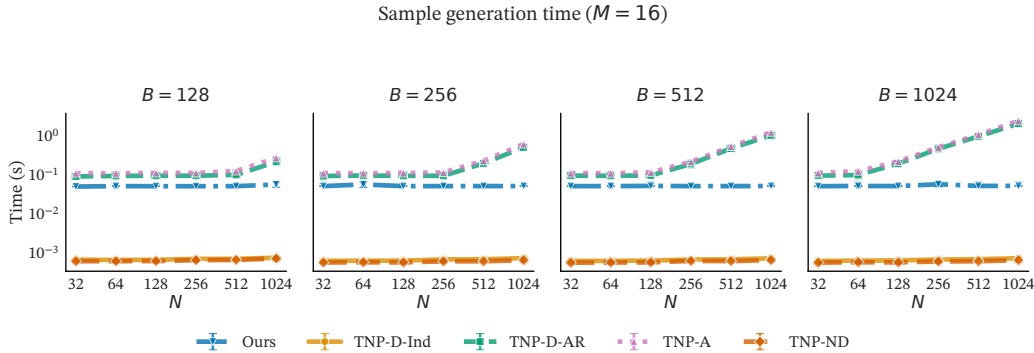 Sample generation time (M = 16)
B = 128
B = 256
B = 512
B = 1024
Time (s)
10⁰
10⁻¹
10⁻²
10⁻³
32 64 128 256 512 1024
32 64 128 256 512 1024
32 64 128 256 512 1024
32 64 128 256 512 1024
N
N
N
N
Ours TNP-D-Ind TNP-D-AR TNP-A TNP-ND